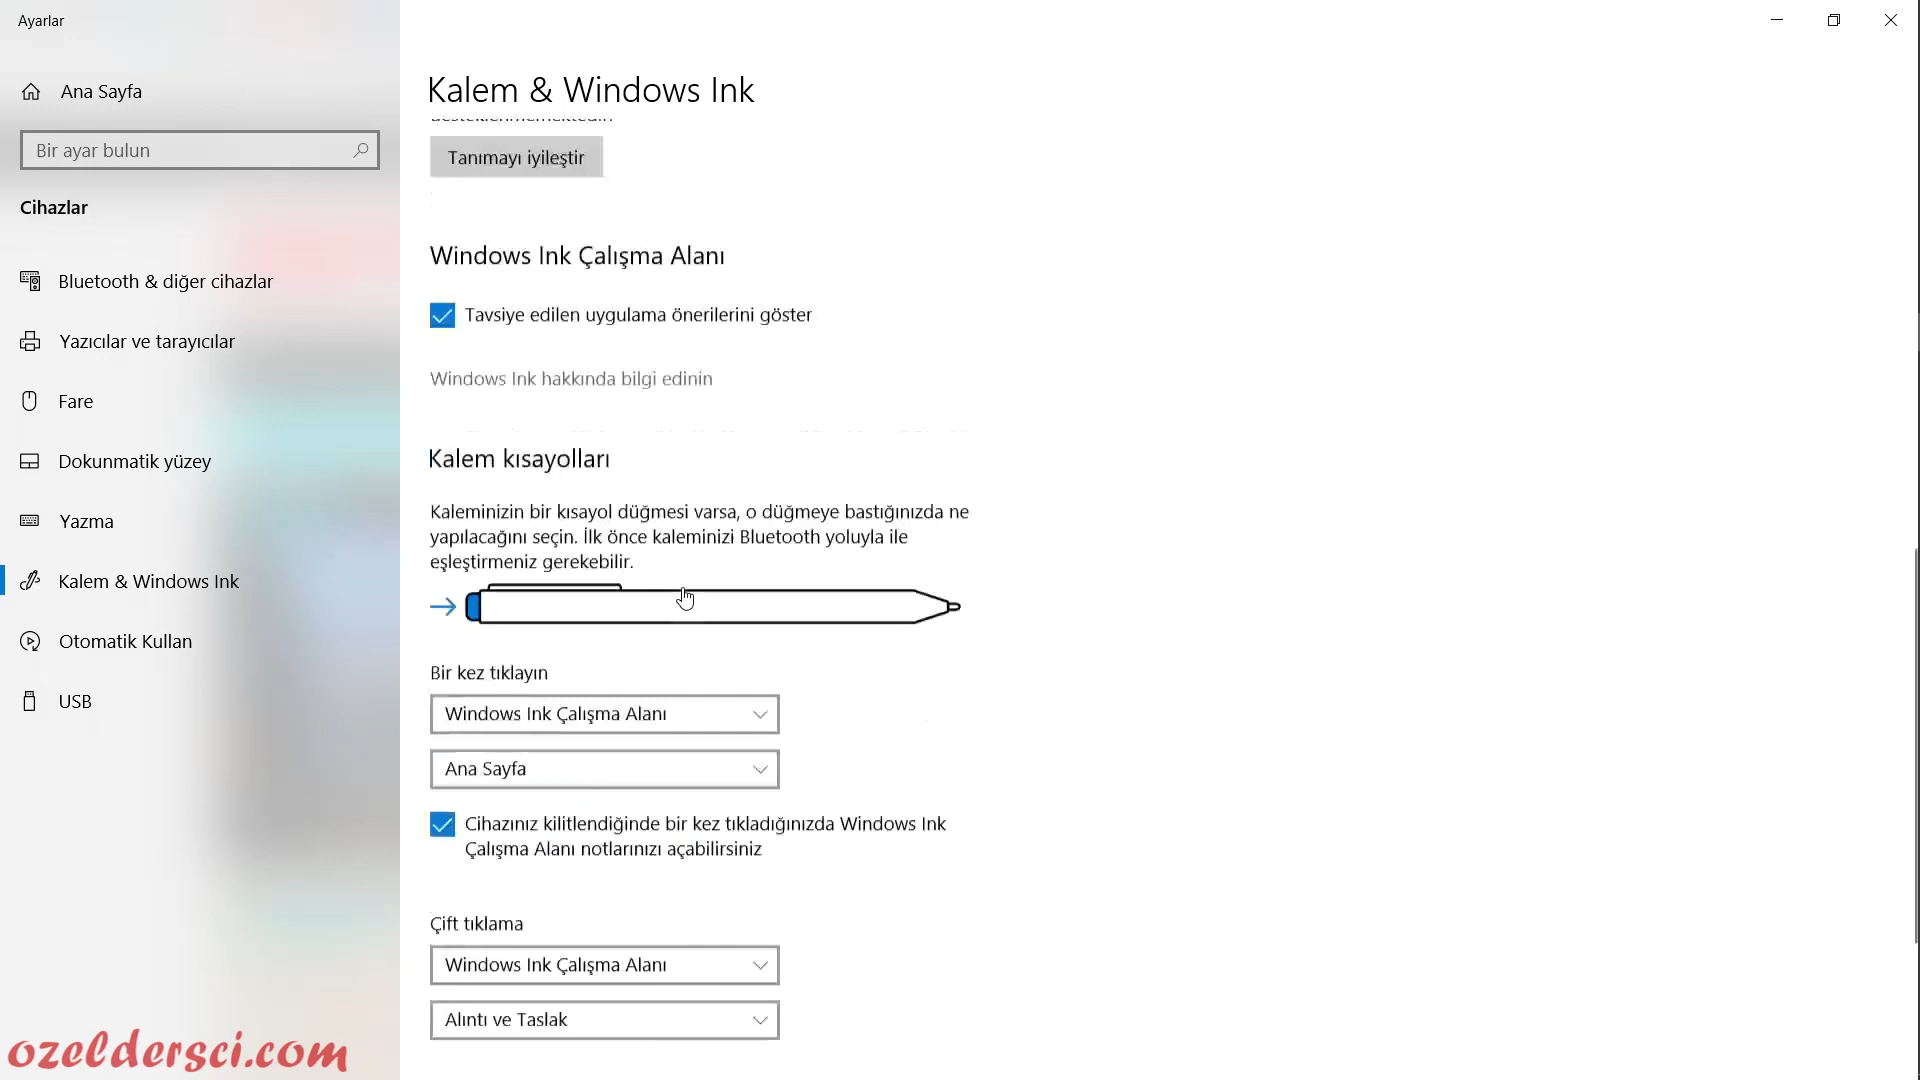 Ayarlar
Ana Sayfa
Bir ayar bulun
Cihazlar
Bluetooth & diğer cihazlar
Yazıcılar ve tarayıcılar
Fare
Dokunmatik yüzey
Yazma
Kalem & Windows Ink
Otomatik Kullan
USB
ozeldersci.com
Kalem & Windows Ink
desteklenmemektedir.
Tanımayı iyileştir
Windows Ink Çalışma Alanı
Tavsiye edilen uygulama önerilerini göster
Windows Ink hakkında bilgi edinin
Kalem kısayolları
Kaleminizin bir kısayol düğmesi varsa, o düğmeye bastığınızda ne
yapılacağını seçin. İlk önce kaleminizi Bluetooth yoluyla ile
eşleştirmeniz gerekebilir.
Bir kez tıklayın
Windows Ink Çalışma Alanı
Ana Sayfa
Cihazınız kilitlendiğinde bir kez tıkladığınızda Windows Ink
Çalışma Alanı notlarınızı açabilirsiniz
Çift tıklama
Windows Ink Çalışma Alanı
Alıntı ve Taslak